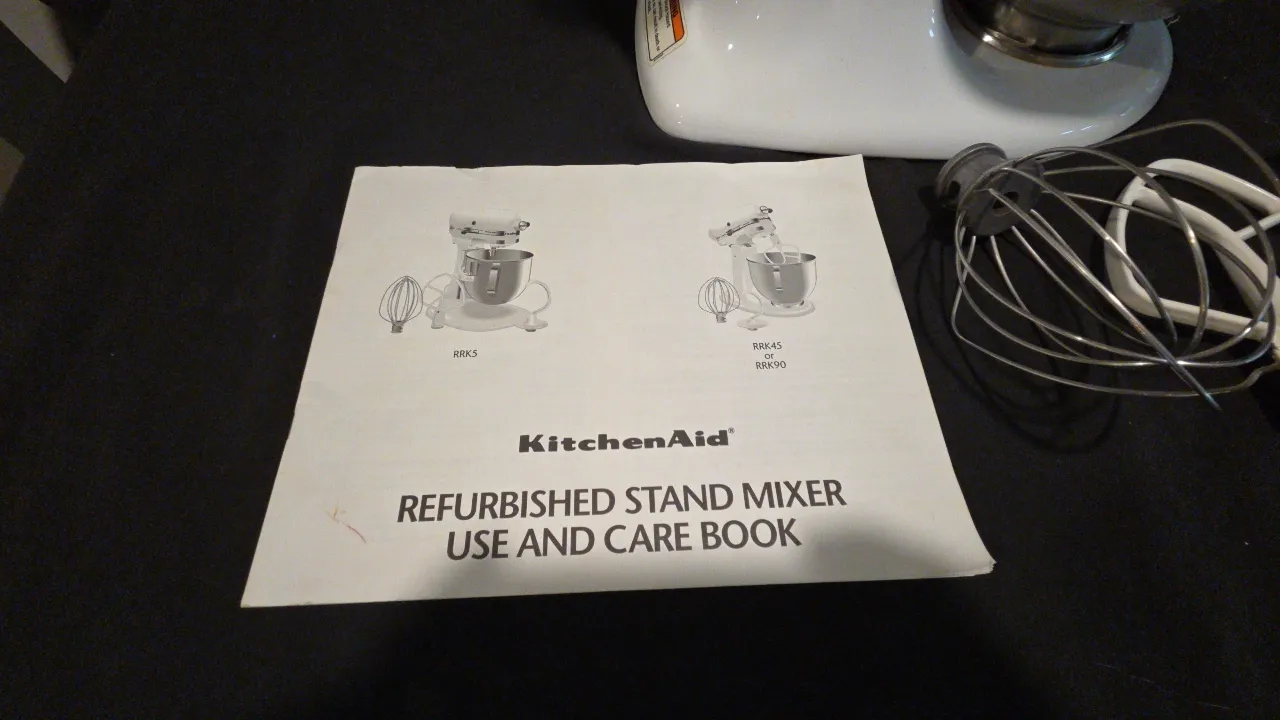 RRK5
RRK45
or
RRK90
KitchenAid®
REFURBISHED STAND MIXER
USE AND CARE BOOK